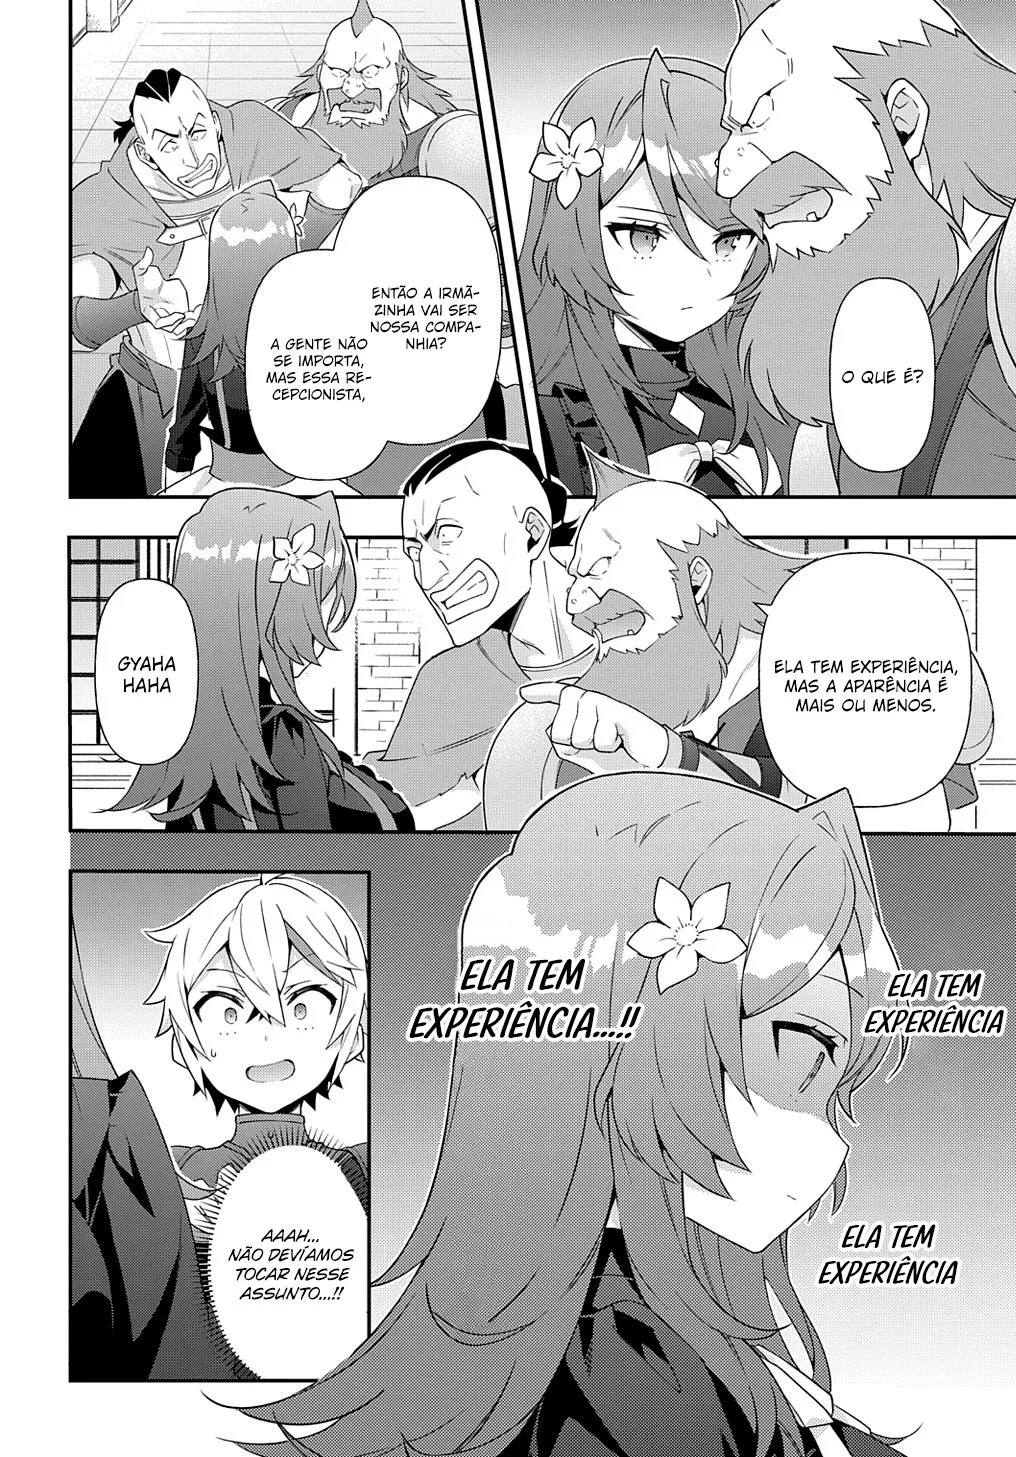 O QUE É?
ENTÃO A IRMÃ-
ZINHA VAI SER
NOSSA COMPA-
NHIA?
A GENTE NÃO
SE IMPORTA,
MAS ESSA RE-
CEPCIONISTA,
ELA TEM EXPERIÊNCIA,
MAS A APARÊNCIA É
MAIS OU MENOS.
GYAHA
HAHA
ELA TEM
EXPERIÊNCIA
ELA TEM
EXPERIÊNCIA...!!
ELA TEM
EXPERIÊNCIA
AAAH...
NÃO DEVÍAMOS
TOCAR NESSE
ASSUNTO...!!